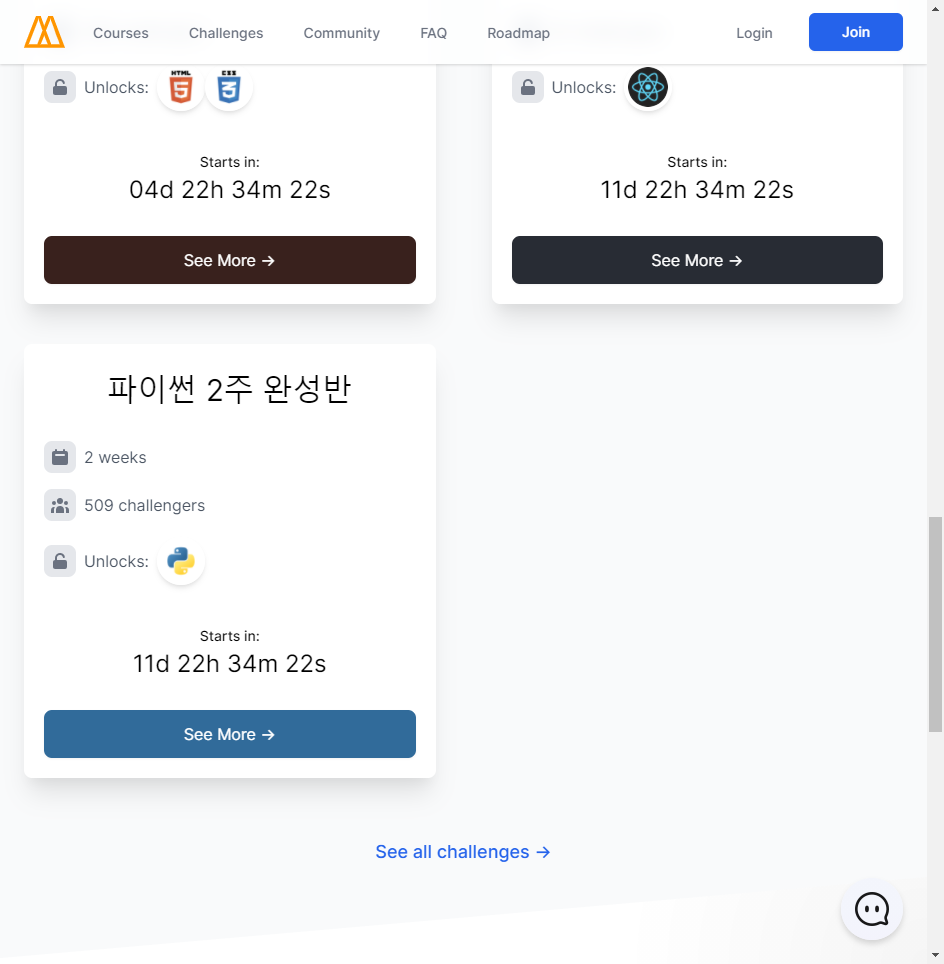 Courses Challenges Community FAQ Roadmap Login Join
Unlocks: HTML 5 CSS 3
Starts in:
04d 22h 34m 22s
See More →
Unlocks:
Starts in:
11d 22h 34m 22s
See More →
파이썬 2주 완성반
2 weeks
509 challengers
Unlocks:
Starts in:
11d 22h 34m 22s
See More →
See all challenges →